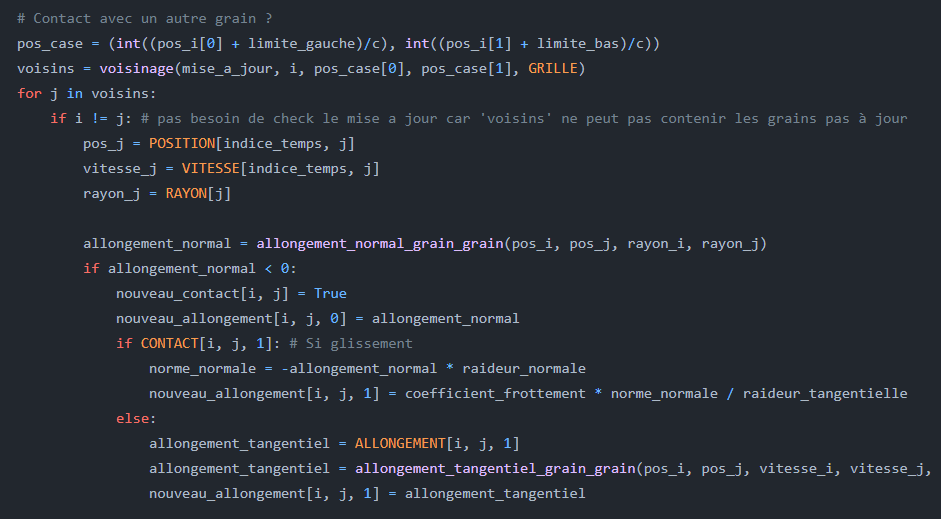 # Contact avec un autre grain ?
pos_case = (int((pos_i[0] + limite_gauche)/c), int((pos_i[1] + limite_bas)/c))
voisins = voisinage(mise_a_jour, i, pos_case[0], pos_case[1], GRILLE)
for j in voisins:
    if i != j: # pas besoin de check le mise a jour car 'voisins' ne peut pas contenir les grains pas à jour
        pos_j = POSITION[indice_temps, j]
        vitesse_j = VITESSE[indice_temps, j]
        rayon_j = RAYON[j]

        allongement_normal = allongement_normal_grain_grain(pos_i, pos_j, rayon_i, rayon_j)
        if allongement_normal < 0:
            nouveau_contact[i, j] = True
            nouveau_allongement[i, j, 0] = allongement_normal
            if CONTACT[i, j, 1]: # Si glissement
                norme_normale = -allongement_normal * raideur_normale
                nouveau_allongement[i, j, 1] = coefficient_frottement * norme_normale / raideur_tangentielle
            else:
                allongement_tangentiel = ALLONGEMENT[i, j, 1]
                allongement_tangentiel = allongement_tangentiel_grain_grain(pos_i, pos_j, vitesse_i, vitesse_j,
                nouveau_allongement[i, j, 1] = allongement_tangentiel